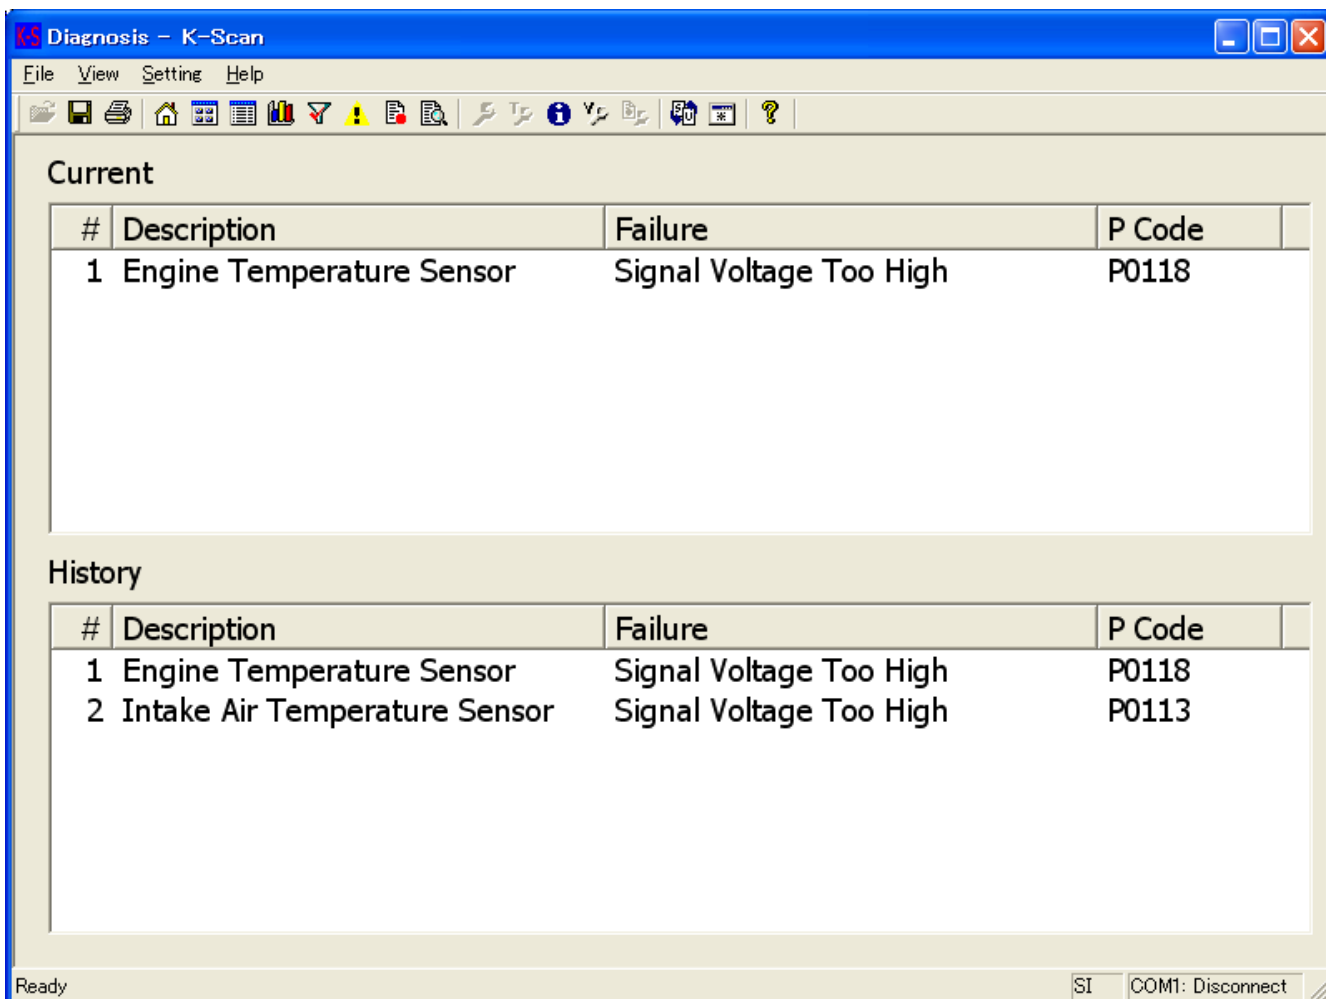 K-S Diagnosis - K-Scan
File View Setting Help
Current
# Description Failure P Code
1 Engine Temperature Sensor Signal Voltage Too High P0118
History
# Description Failure P Code
1 Engine Temperature Sensor Signal Voltage Too High P0118
2 Intake Air Temperature Sensor Signal Voltage Too High P0113
Ready SI COM1: Disconnect